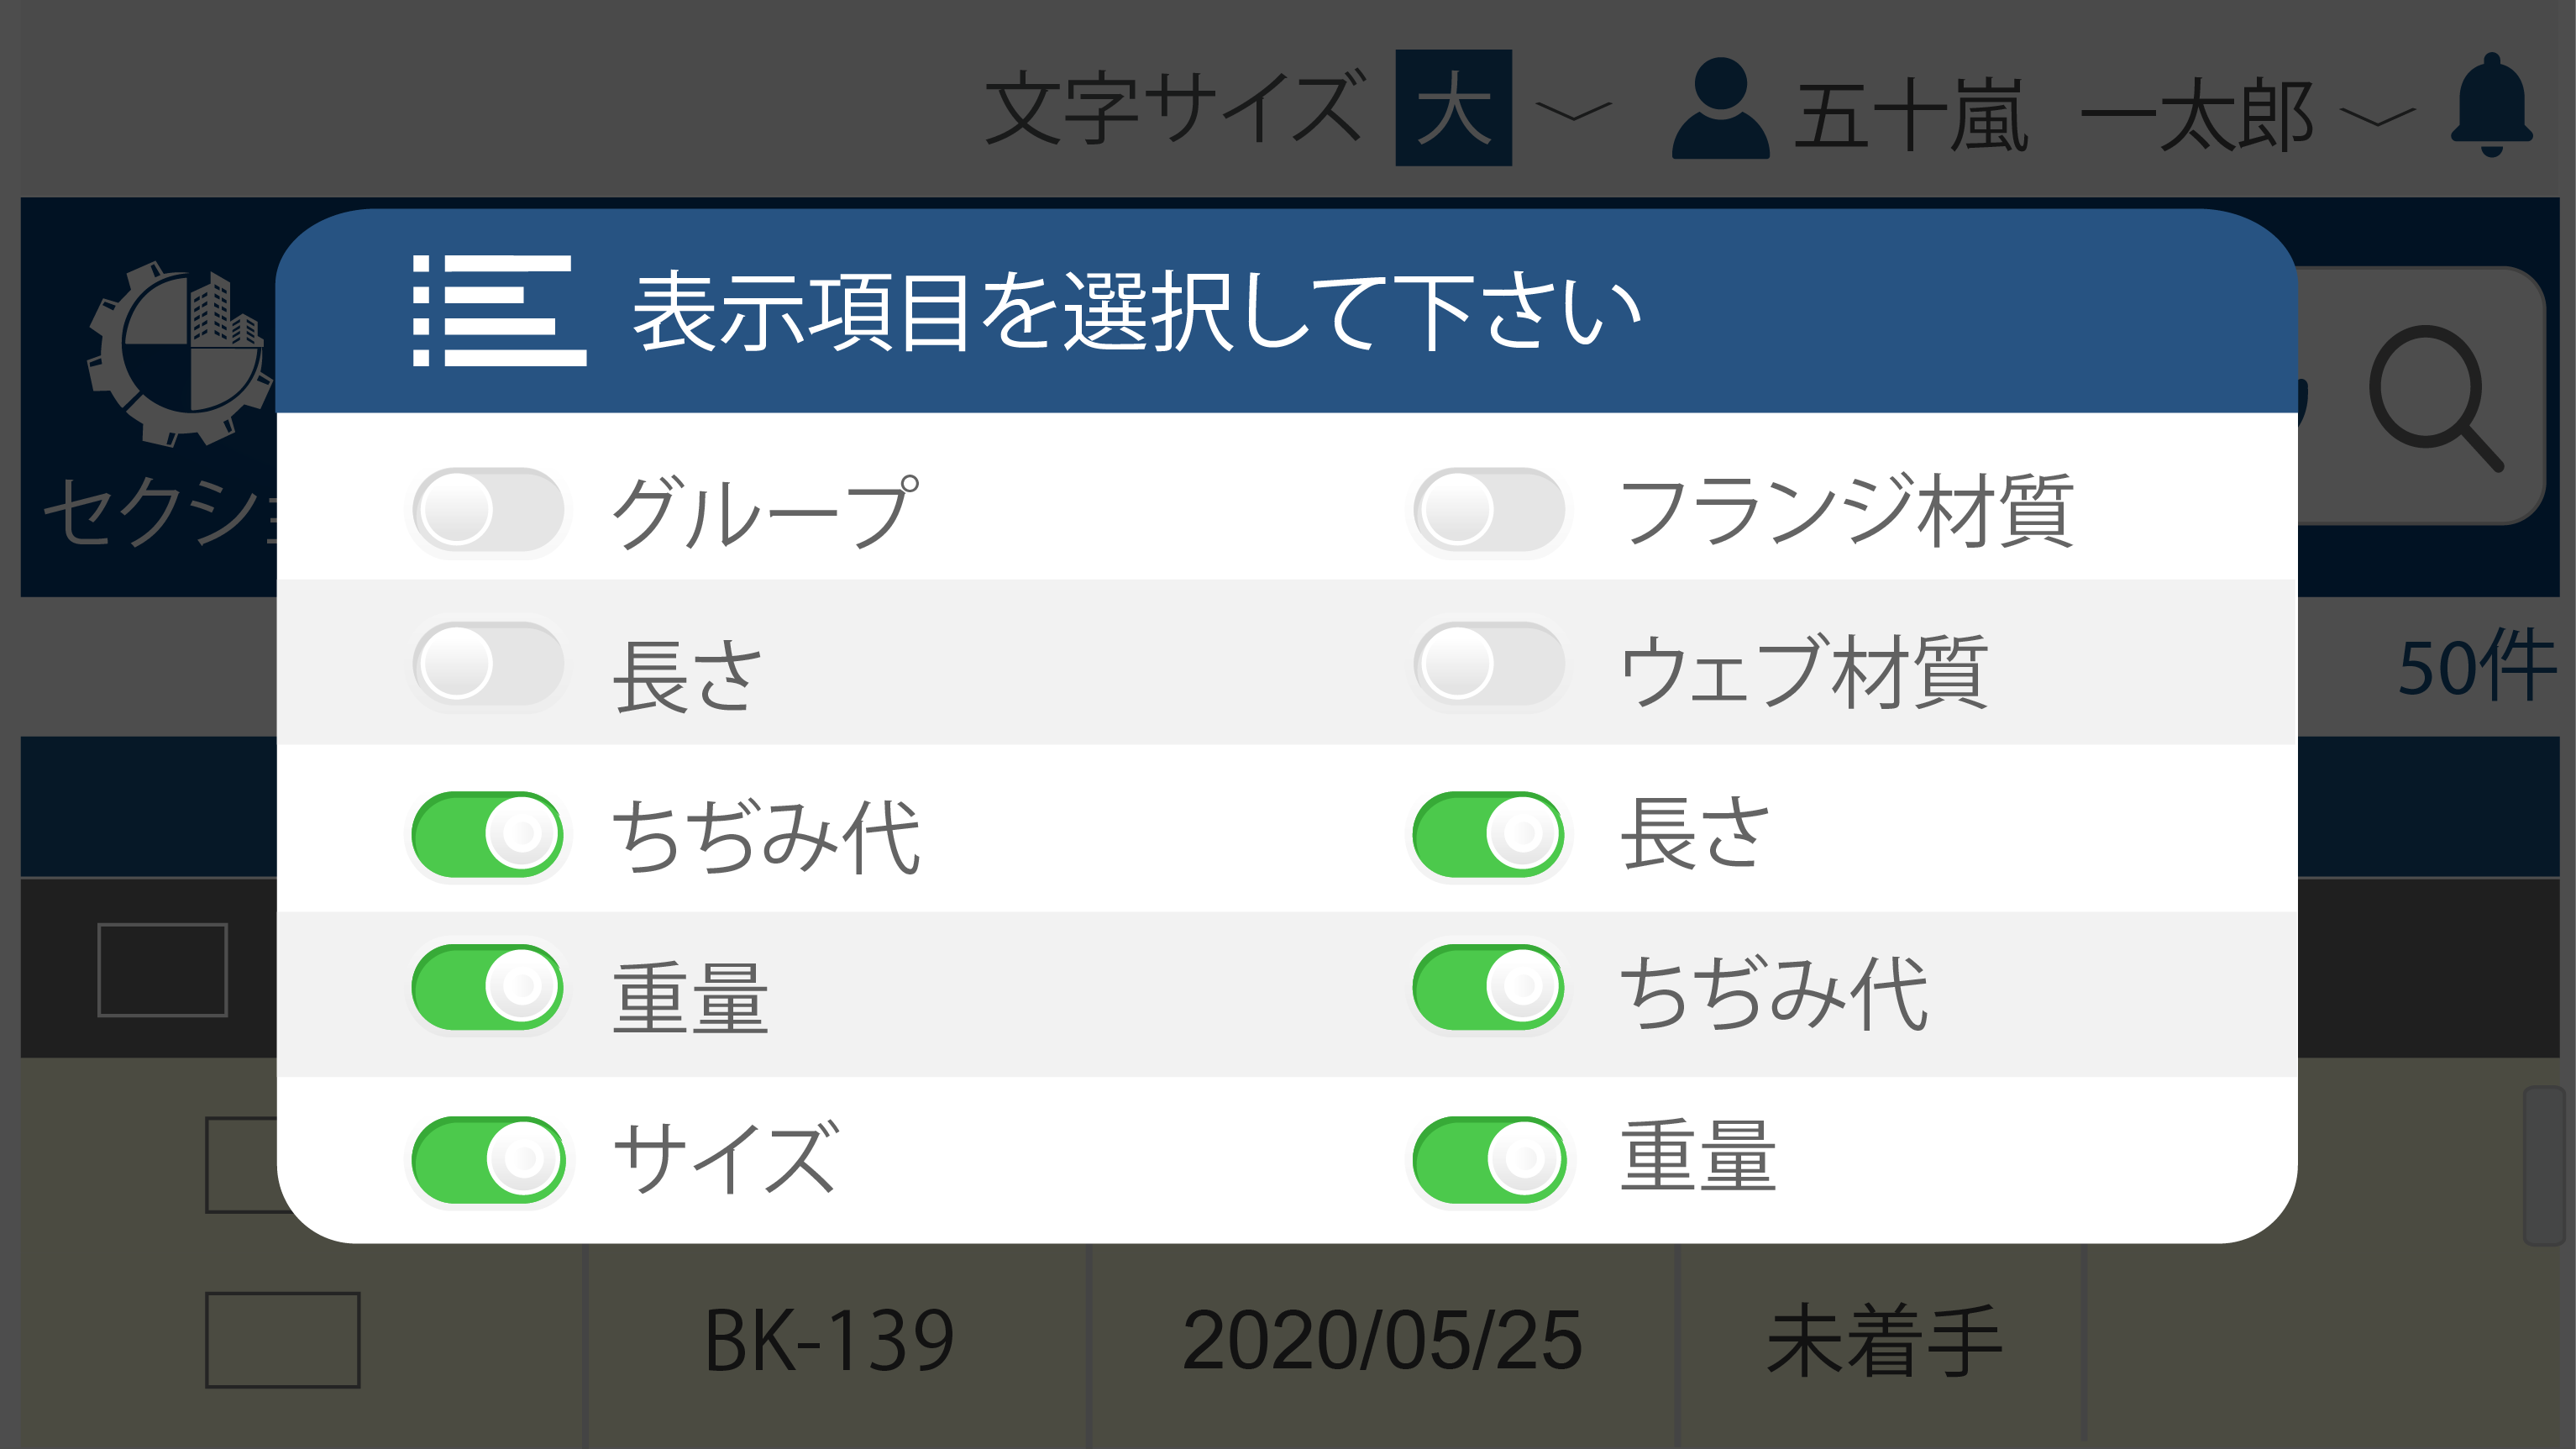 文字サイズ 大 五十嵐 一太郎
表示項目を選択して下さい
セクショ
グループ フランジ材質
長さ ウェブ材質
50件
ちぢみ代 長さ
重量 ちぢみ代
サイズ 重量
BK-139 2020/05/25 未着手